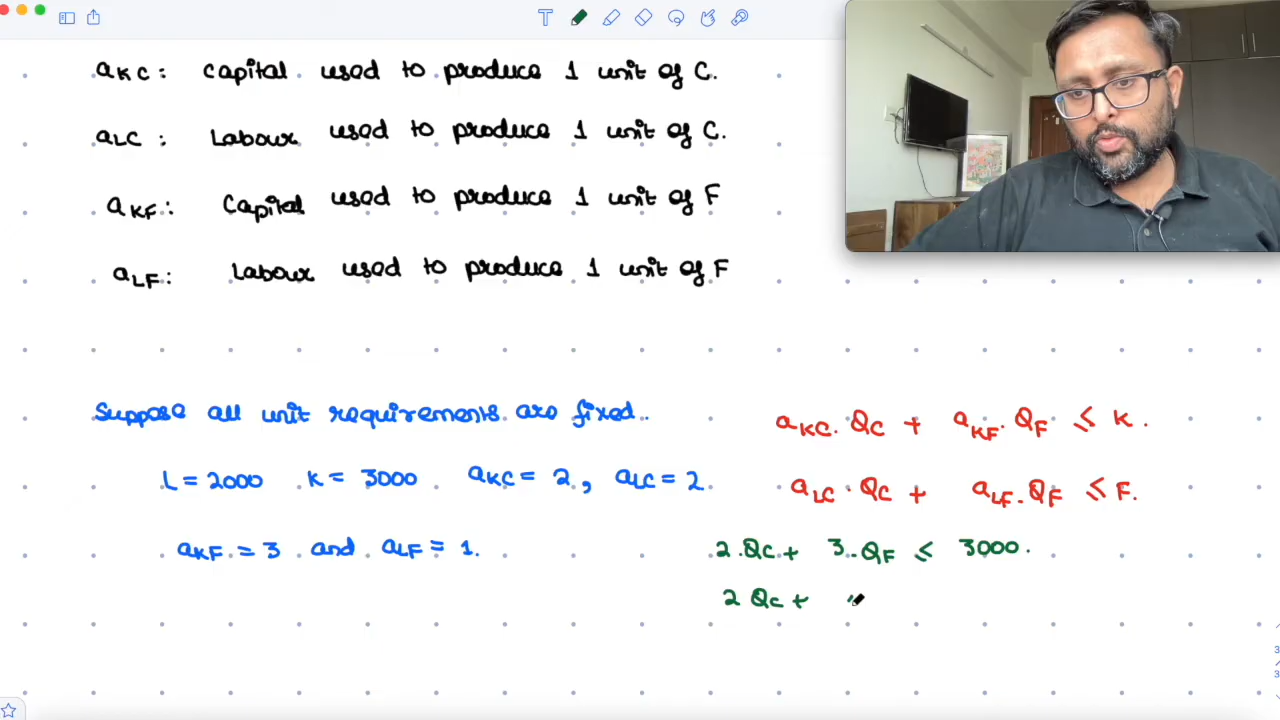 aKC : Capital used to produce 1 unit of C.
aLC : Labour used to produce 1 unit of C.
aKF : Capital used to produce 1 unit of F
aLF : Labour used to produce 1 unit of F
Suppose all unit requirements are fixed.
L = 2000 K = 3000 aKC = 2, aLC = 2
aKF = 3 and aLF = 1.
aKC . QC + aKF . QF ≤ K.
aLC . QC + aLF . QF ≤ F.
2 . QC + 3 . QF ≤ 3000.
2 QC +